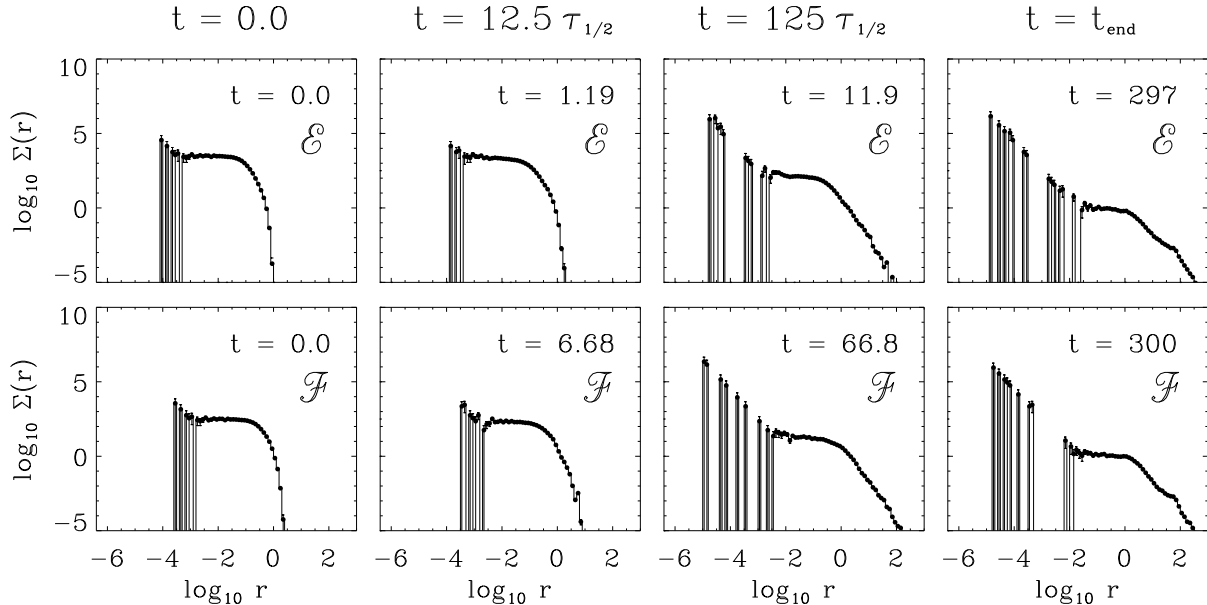 t = 0.0 t = 12.5 τ1/2 t = 125 τ1/2 t = tend
10 t = 0.0 t = 1.19 t = 11.9 t = 297
ℰ ℰ ℰ ℰ
5
log10 Σ(r)
0
−5
10 t = 0.0 t = 6.68 t = 66.8 t = 300
ℱ ℱ ℱ ℱ
5
log10 Σ(r)
0
−5
−6 −4 −2 0 2 −6 −4 −2 0 2 −6 −4 −2 0 2 −6 −4 −2 0 2
log10 r log10 r log10 r log10 r